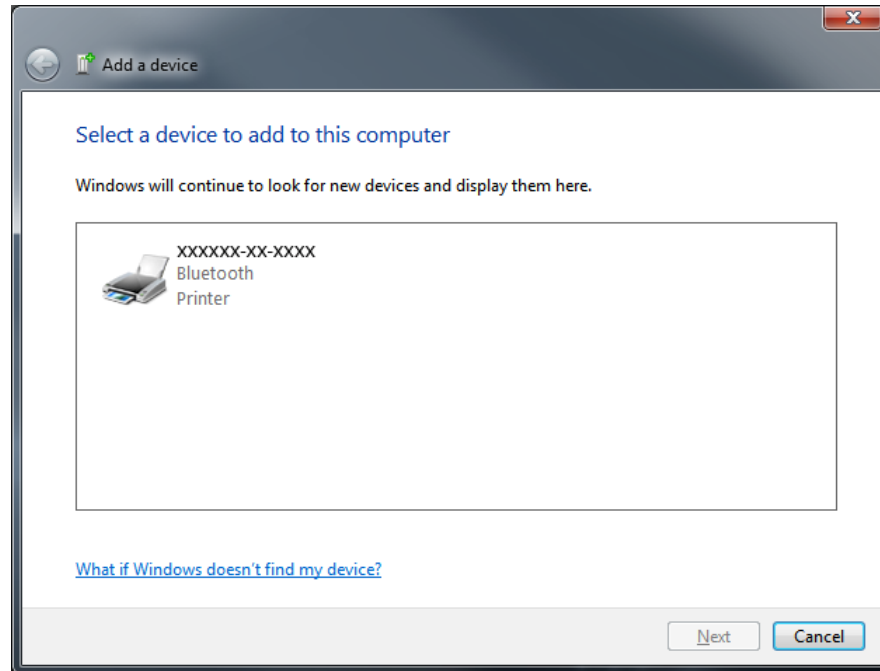 Add a device
Select a device to add to this computer
Windows will continue to look for new devices and display them here.
XXXXXX-XX-XXXX
Bluetooth
Printer
What if Windows doesn't find my device?
Next
Cancel